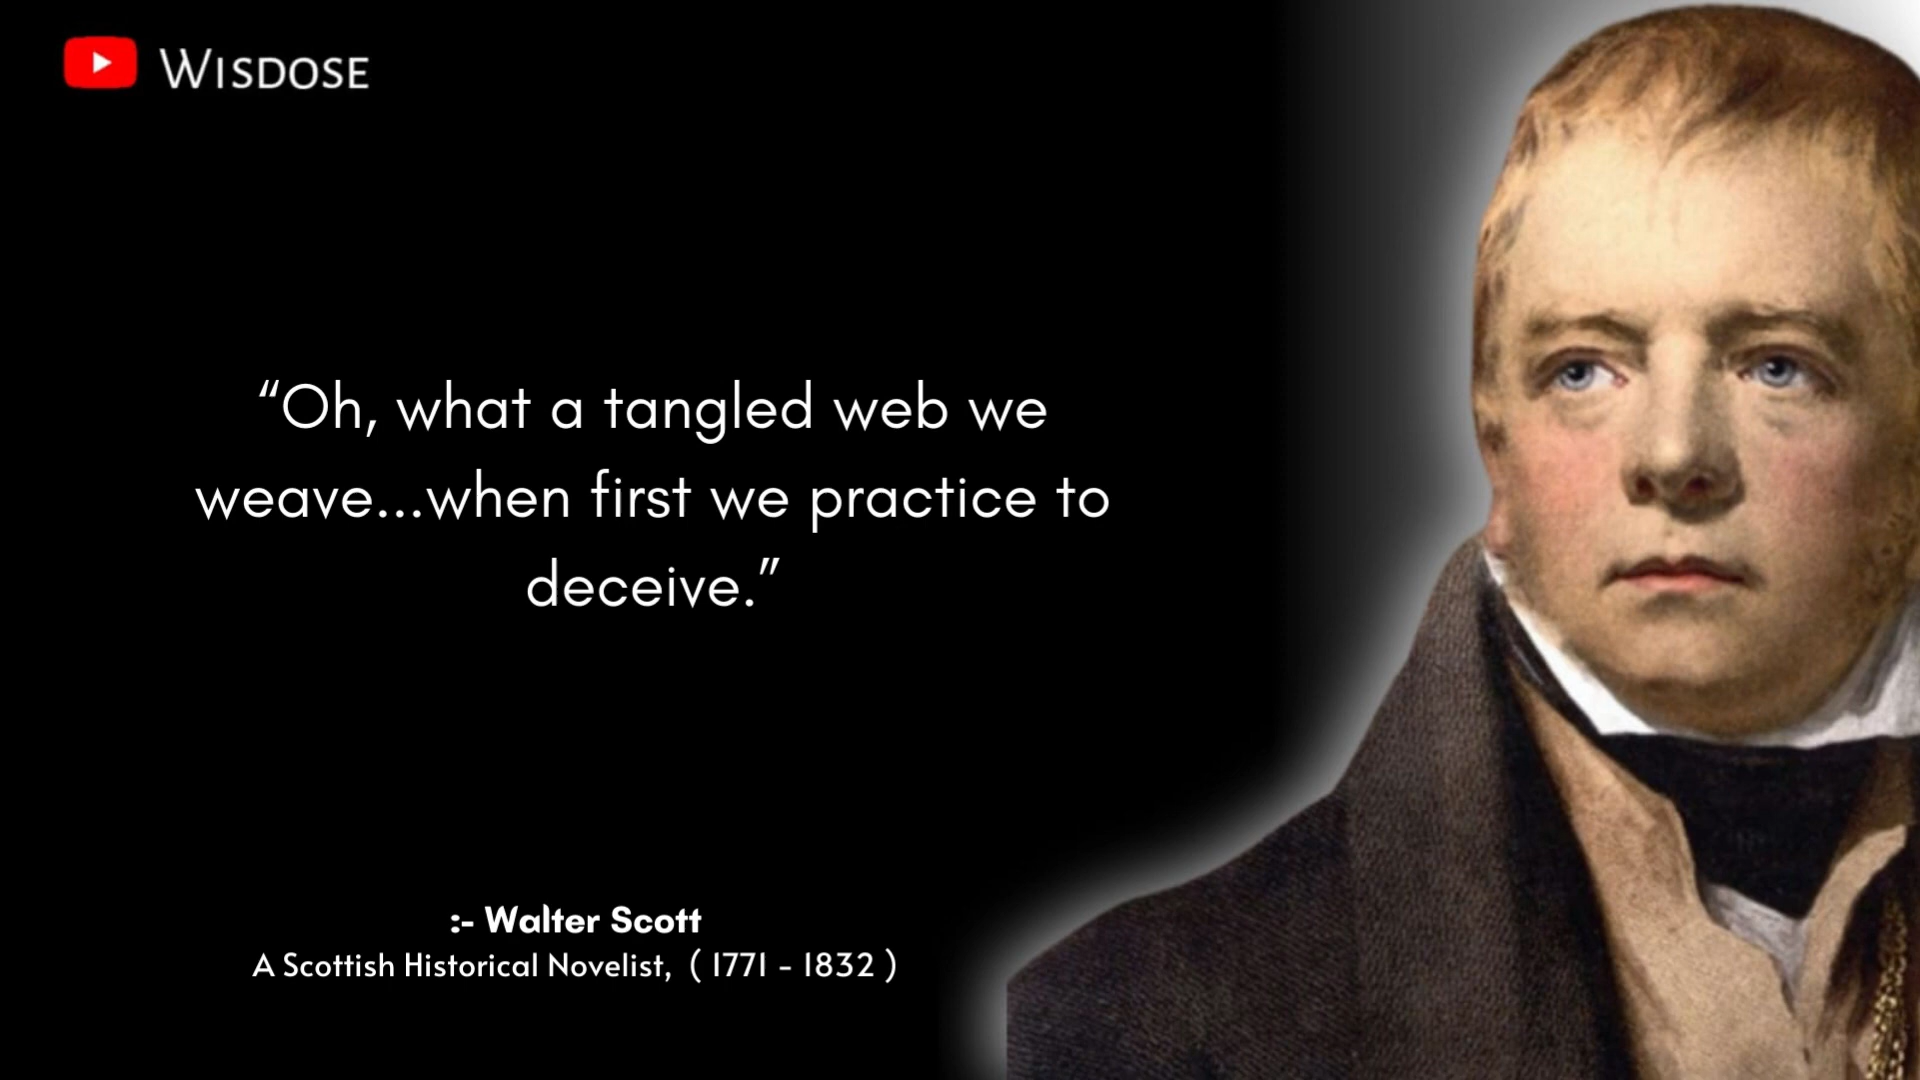 Wisdose
“Oh, what a tangled web we
weave...when first we practice to
deceive.”
:- Walter Scott
A Scottish Historical Novelist, ( 1771 - 1832 )